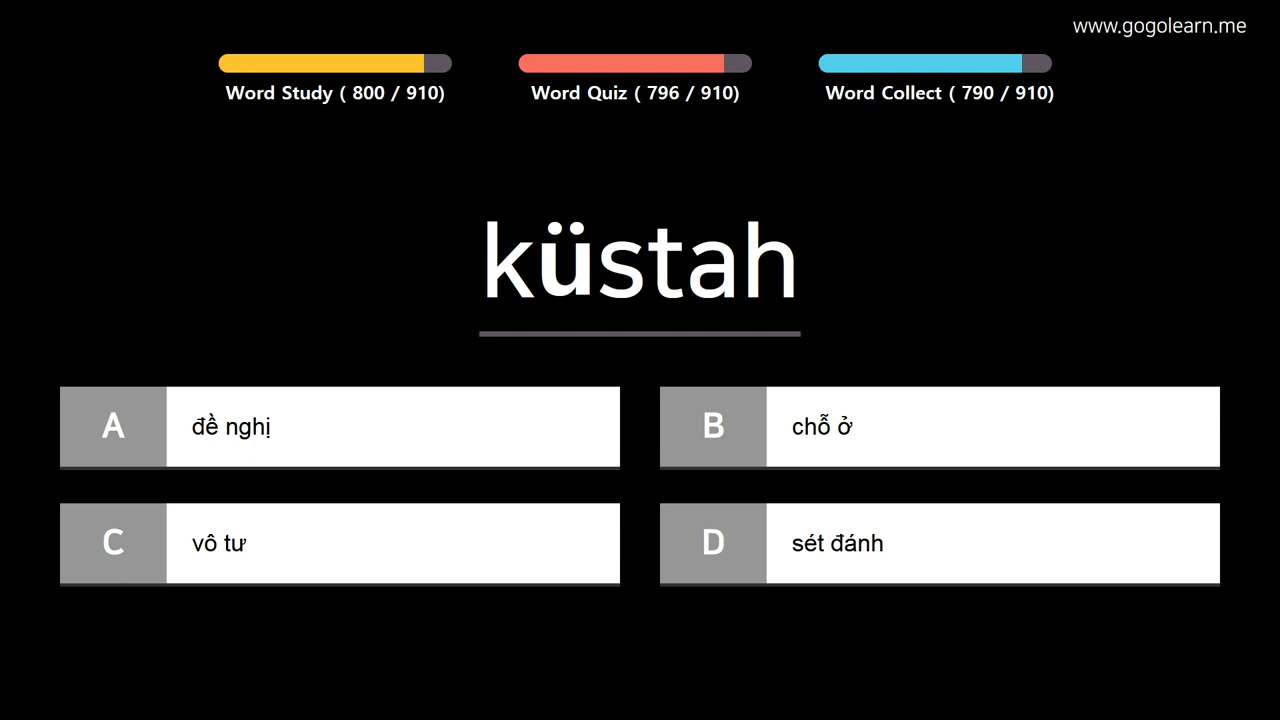 www.gogolearn.me
Word Study ( 800 / 910)
Word Quiz ( 796 / 910)
Word Collect ( 790 / 910)
küstah
A đề nghị
B chỗ ở
C vô tư
D sét đánh